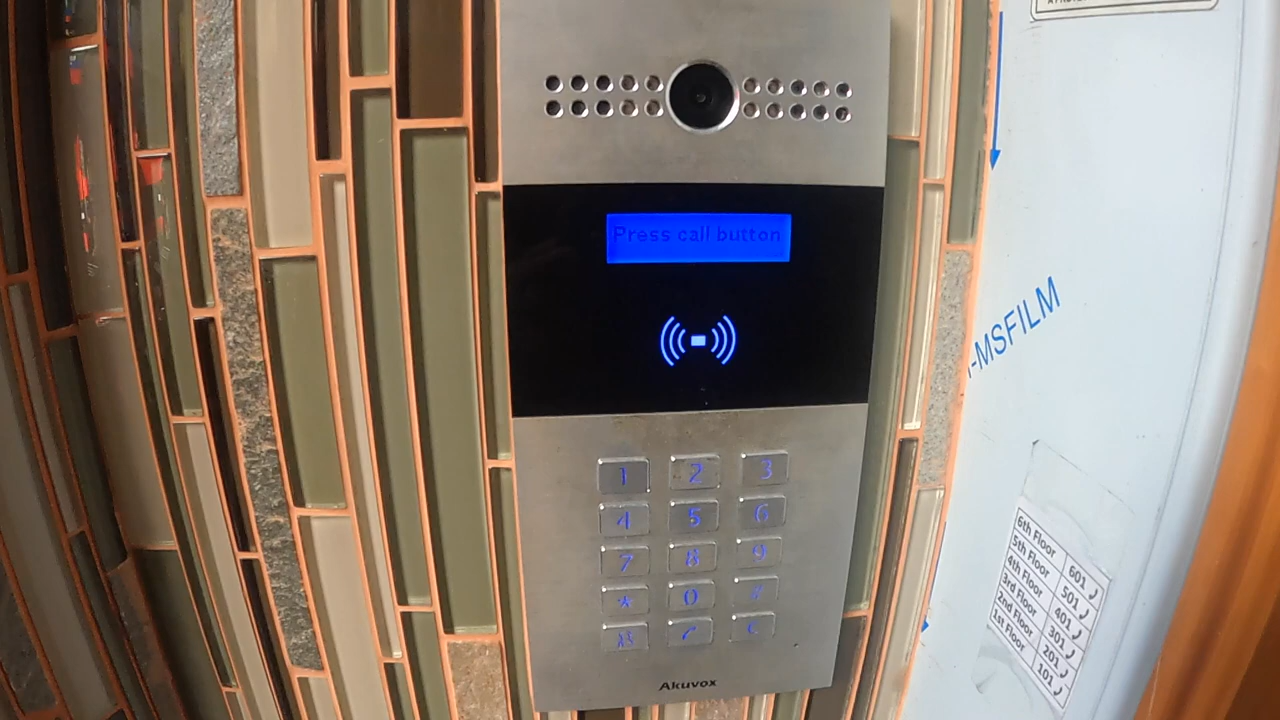 Press call button
-MSFILM
1 2 3
4 5 6
7 8 9
* 0 #
Akuvox
6th Floor 601
5th Floor 501
4th Floor 401
3rd Floor 301
2nd Floor 201
1st Floor 101